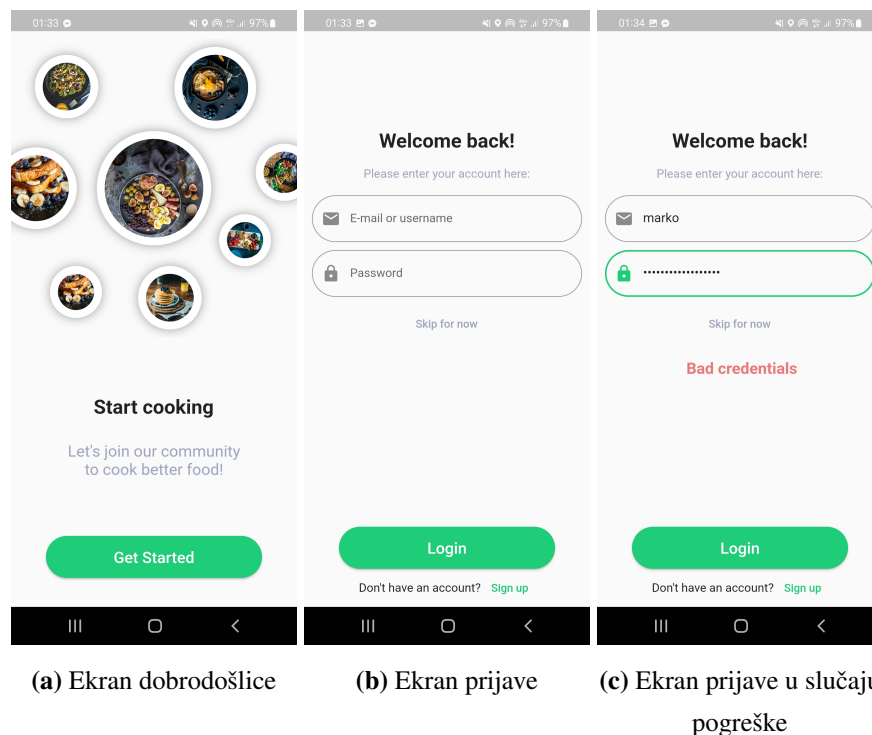 01:33
97%
Start cooking
Let's join our community
to cook better food!
Get Started
(a) Ekran dobrodošlice
01:33
97%
Welcome back!
Please enter your account here:
E-mail or username
Password
Skip for now
Login
Don't have an account? Sign up
(b) Ekran prijave
01:34
97%
Welcome back!
Please enter your account here:
marko
••••••••••••••••••
Skip for now
Bad credentials
Login
Don't have an account? Sign up
(c) Ekran prijave u slučaju
pogreške